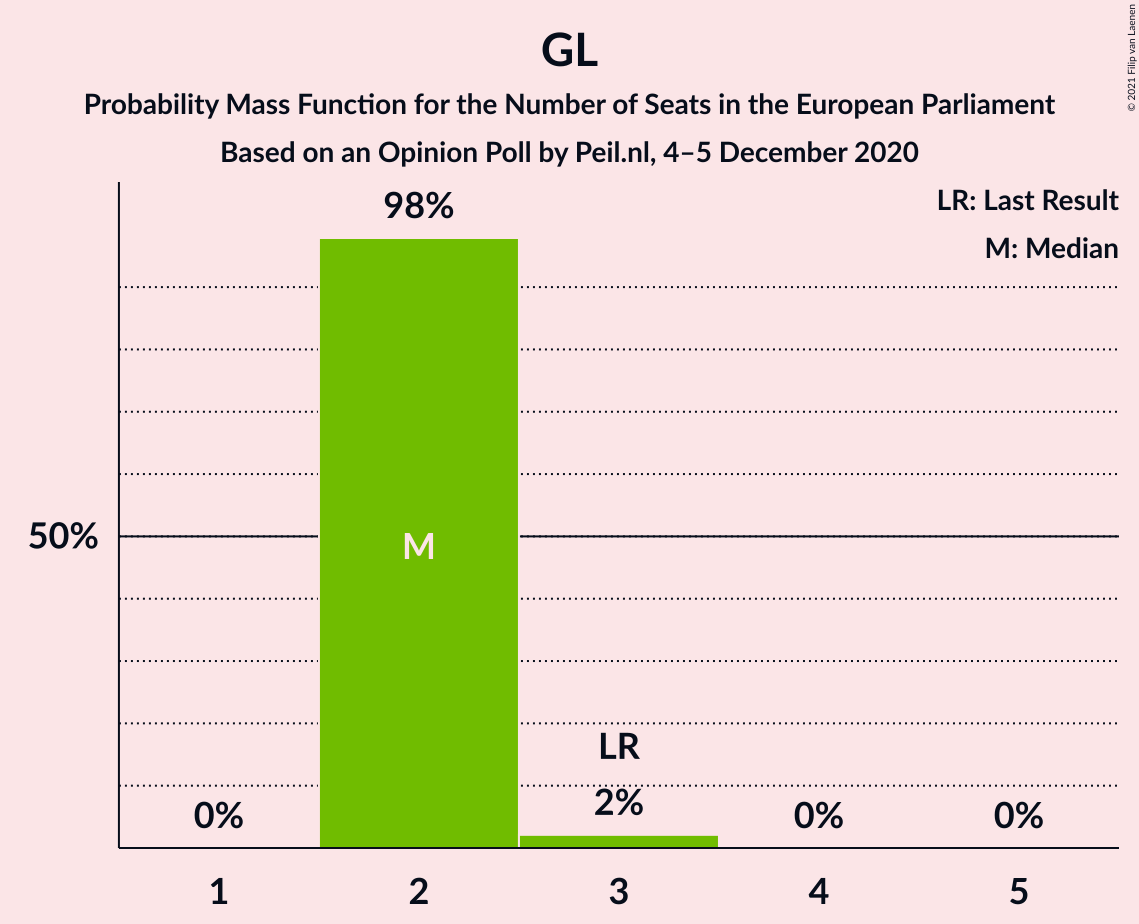 GL
Probability Mass Function for the Number of Seats in the European Parliament
Based on an Opinion Poll by Peil.nl, 4–5 December 2020
© 2021 Filip van Laenen
LR: Last Result
M: Median
98%
50%
M
LR
0%
2%
0%
0%
1
2
3
4
5